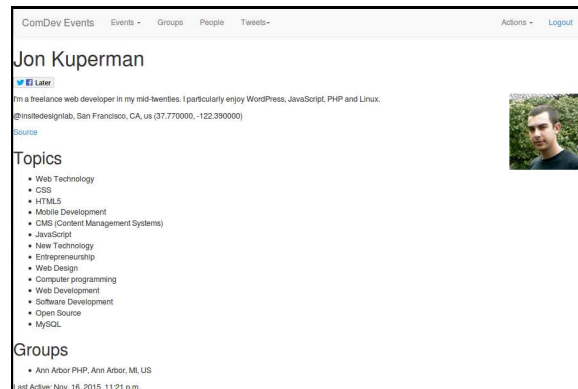 ComDev Events Events Groups People Tweets Actions Logout
Jon Kuperman
Later
I'm a freelance web developer in my mid-twenties. I particularly enjoy WordPress, JavaScript, PHP and Linux.
@insitedesignlab, San Francisco, CA, us (37.770000, -122.390000)
Source
Topics
Web Technology
CSS
HTML5
Mobile Development
CMS (Content Management Systems)
JavaScript
New Technology
Entrepreneurship
Web Design
Computer programming
Web Development
Software Development
Open Source
MySQL
Groups
Ann Arbor PHP, Ann Arbor, MI, US
Last Active: Nov. 16, 2015, 11:21 p.m.